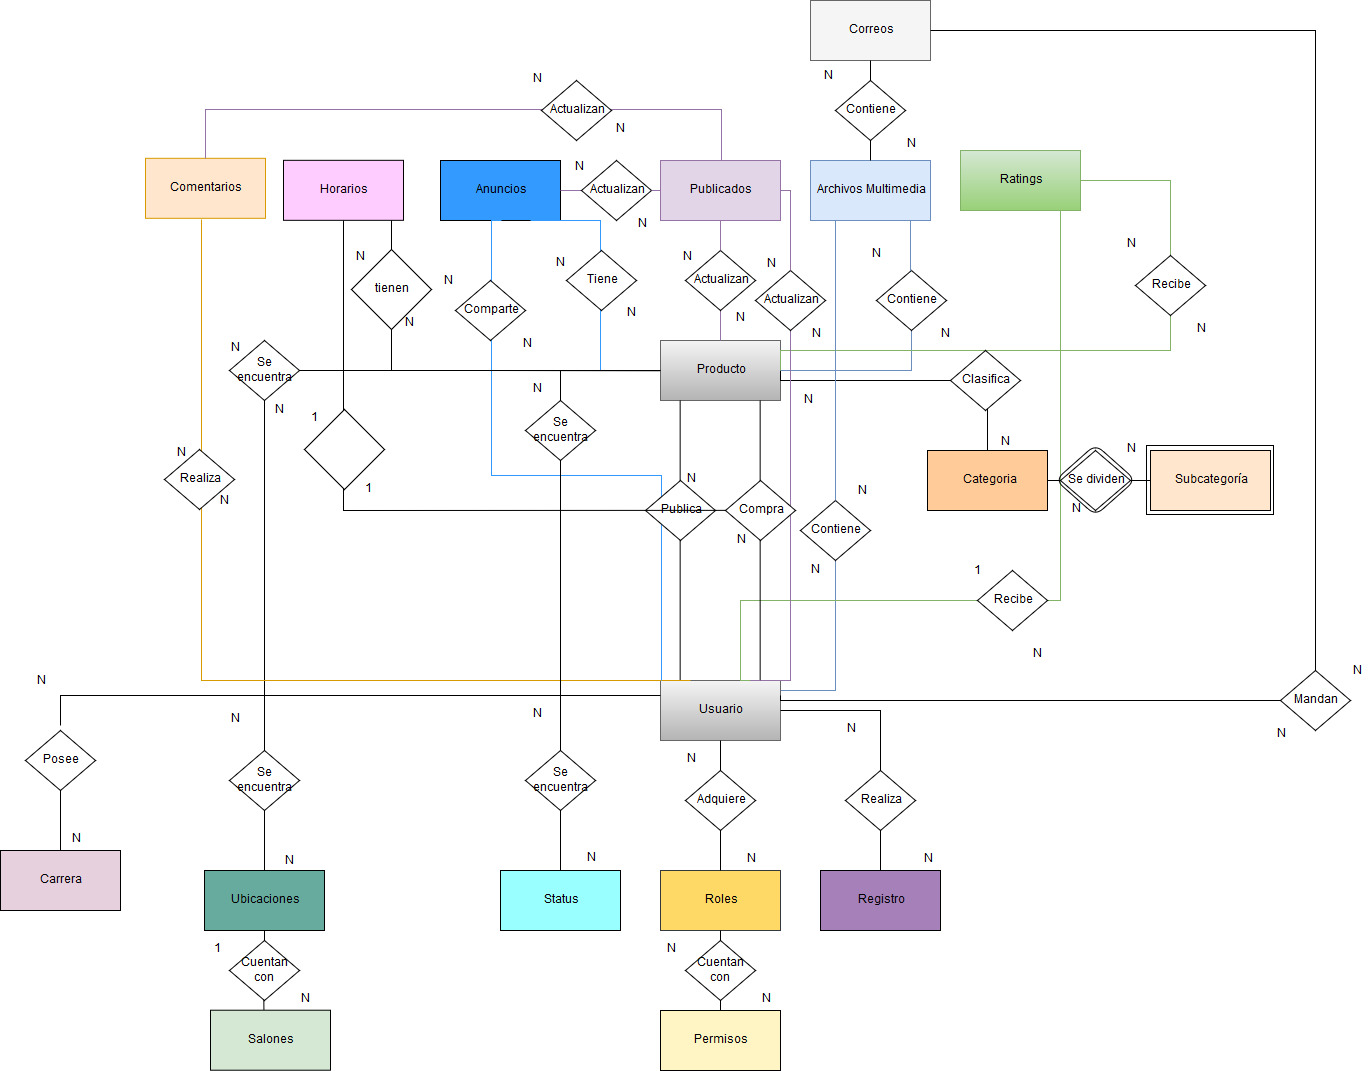 Correos
N
N
Contiene
Actualizan
N
N
Comentarios
Horarios
Anuncios
N
Actualizan
N
Publicados
Archivos Multimedia
Ratings
N
tienen
N
N
Comparte
N
N
Tiene
N
N
Actualizan
N
N
Actualizan
N
N
Contiene
N
N
Recibe
N
N
Se
encuentra
N
Producto
Clasifica
N
N
N
Se
encuentra
1
1
N
Realiza
N
N
Publica
Compra
N
N
Contiene
N
Categoria
Se dividen
N
N
Subcategoría
1
Recibe
N
N
Posee
N
N
Se
encuentra
N
N
Se
encuentra
N
Usuario
N
Mandan
N
N
Adquiere
N
N
Realiza
N
Carrera
Ubicaciones
Status
Roles
Registro
1
Cuentan
con
N
N
Cuentan
con
N
Salones
Permisos